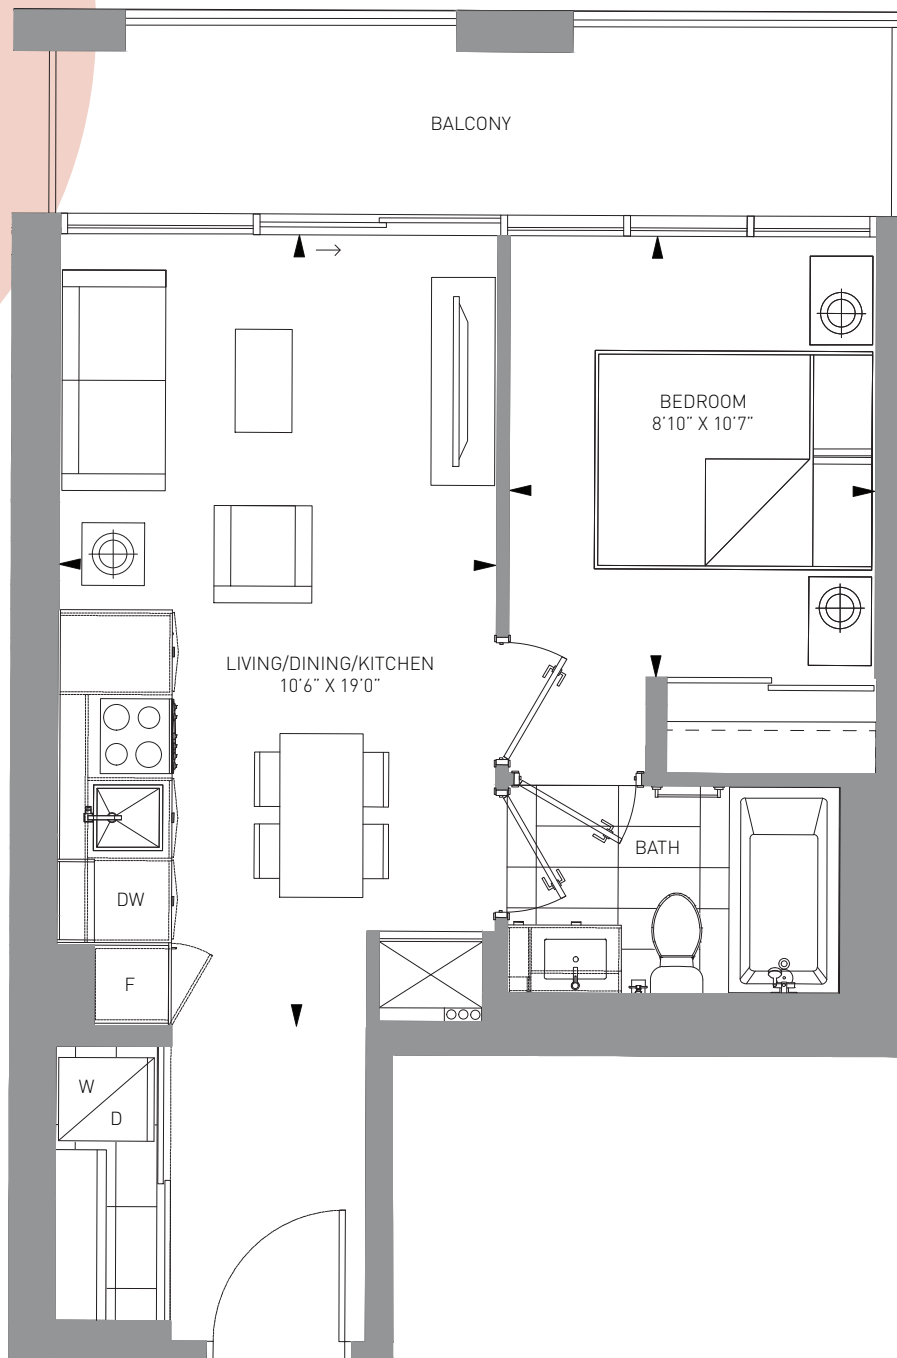 BALCONY
BEDROOM
8'10" X 10'7"
LIVING/DINING/KITCHEN
10'6" X 19'0"
BATH
DW
F
W
D